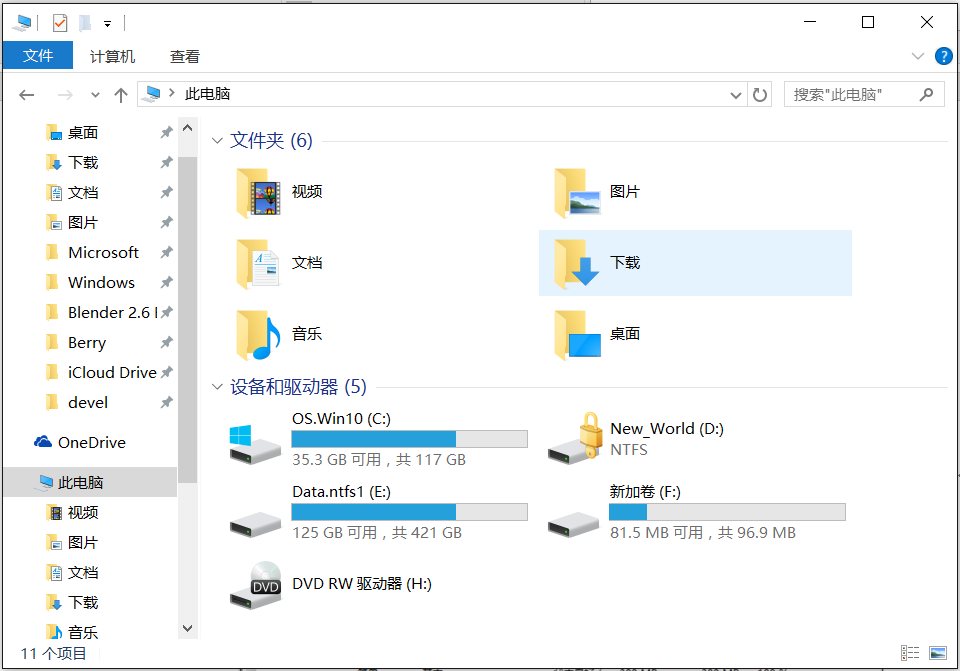 文件
计算机
查看
?
此电脑
搜索"此电脑"
桌面
下载
文档
图片
Microsoft
Windows
Blender 2.6
Berry
iCloud Drive
devel
OneDrive
此电脑
视频
图片
文档
下载
音乐
文件夹 (6)
视频
图片
文档
下载
音乐
桌面
设备和驱动器 (5)
OS.Win10 (C:)
35.3 GB 可用，共 117 GB
New_World (D:)
NTFS
Data.ntfs1 (E:)
125 GB 可用，共 421 GB
新加卷 (F:)
81.5 MB 可用，共 96.9 MB
DVD
DVD RW 驱动器 (H:)
11 个项目